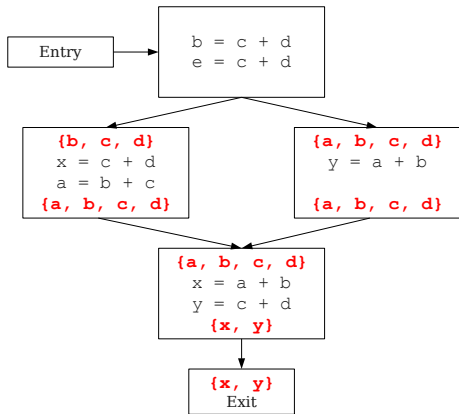 Entry
b = c + d
e = c + d
{b, c, d}
x = c + d
a = b + c
{a, b, c, d}
{a, b, c, d}
y = a + b
{a, b, c, d}
{a, b, c, d}
x = a + b
y = c + d
{x, y}
{x, y}
Exit